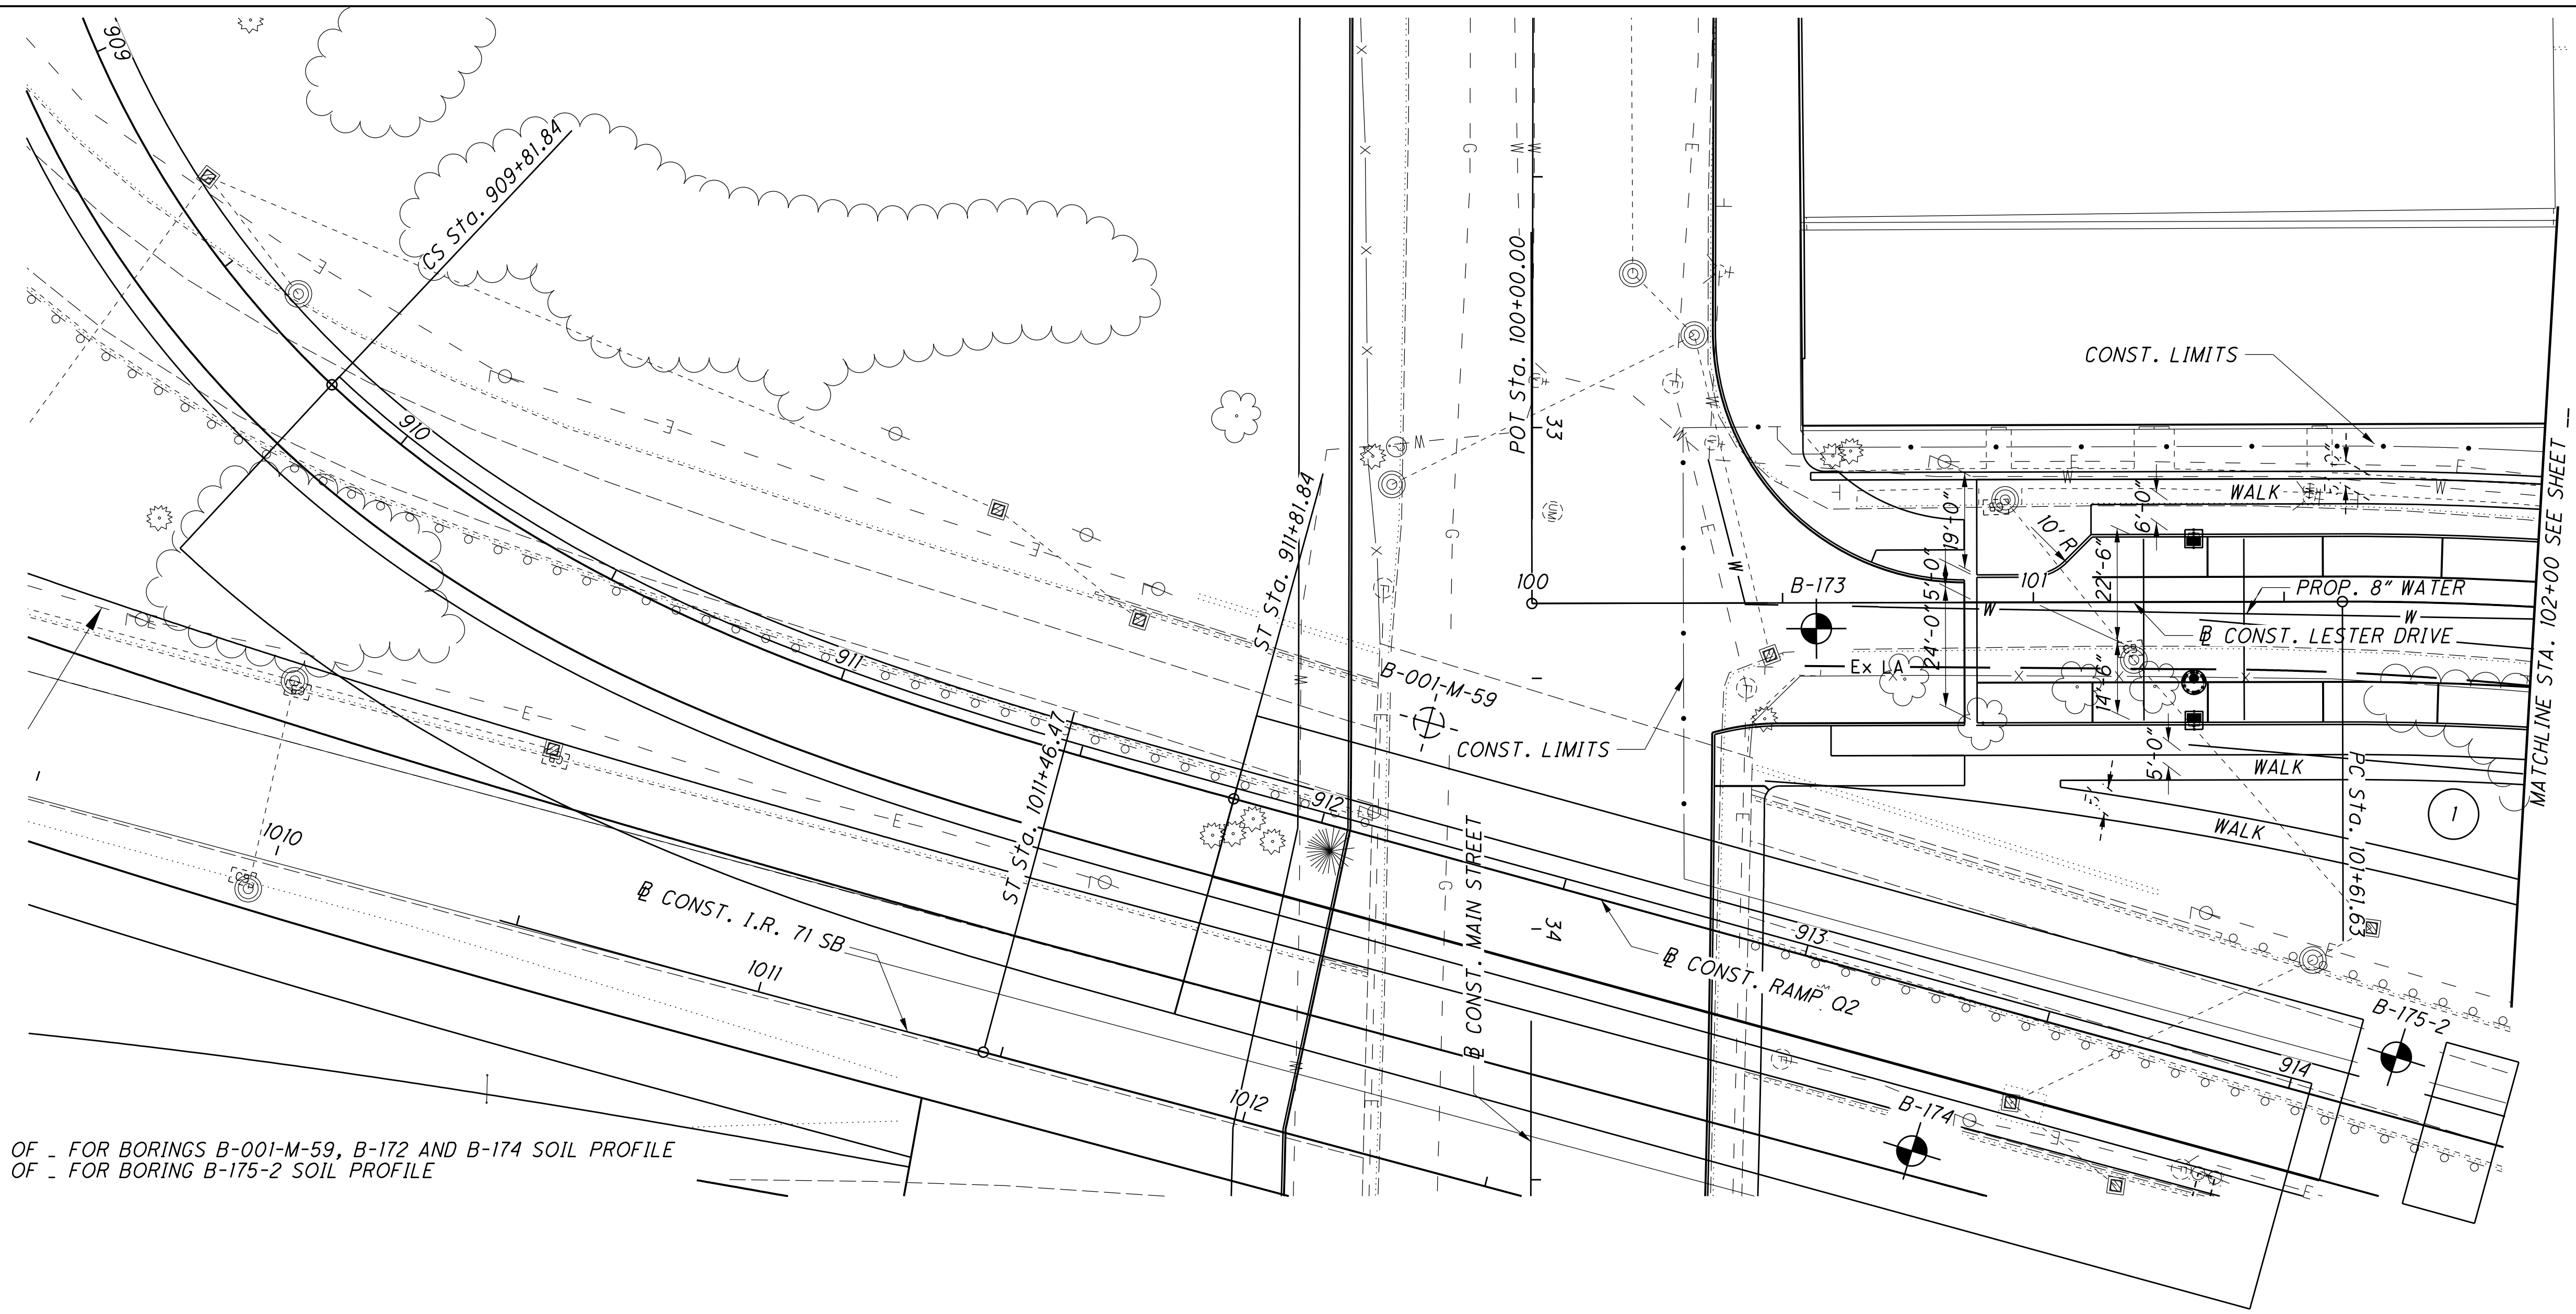 909
CS Sta. 909+81.84
910
911
ST Sta. 911+81.84
912
913
914
1010
1011
1012
ST Sta. 1011+46.47
℄ CONST. I.R. 71 SB
℄ CONST. MAIN STREET
℄ CONST. RAMP Q2
POT Sta. 100+00.00
33
34
100
101
B-173
B-001-M-59
CONST. LIMITS
CONST. LIMITS
Ex LA
19'-0"
5'-0"
24'-0"
10' R
22'-6"
6'-0"
14'-6"
5'-0"
WALK
PROP. 8" WATER
℄ CONST. LESTER DRIVE
WALK
WALK
PC Sta. 101+61.63
1
MATCHLINE STA. 102+00 SEE SHEET _
B-175-2
B-174
OF _ FOR BORINGS B-001-M-59, B-172 AND B-174 SOIL PROFILE
OF _ FOR BORING B-175-2 SOIL PROFILE